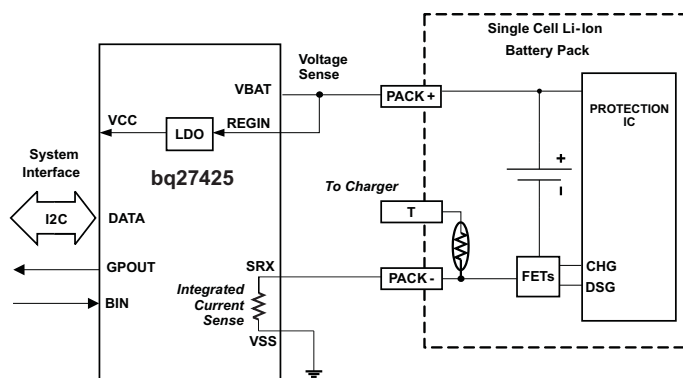 Single Cell Li-Ion
Battery Pack
Voltage
Sense
VBAT
PACK +
PROTECTION
IC
VCC
LDO
REGIN
System
Interface
bq27425
+
To Charger
I2C
DATA
T
SRX
GPOUT
PACK -
FETs
CHG
DSG
Integrated
Current
Sense
BIN
VSS